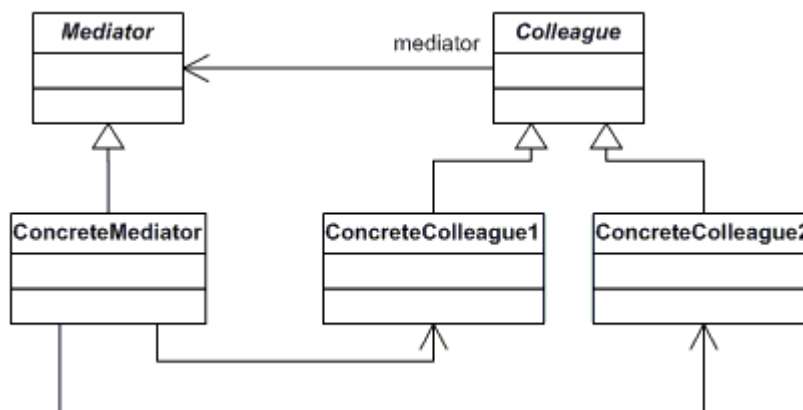 Mediator
mediator
Colleague
ConcreteMediator
ConcreteColleague1
ConcreteColleague2